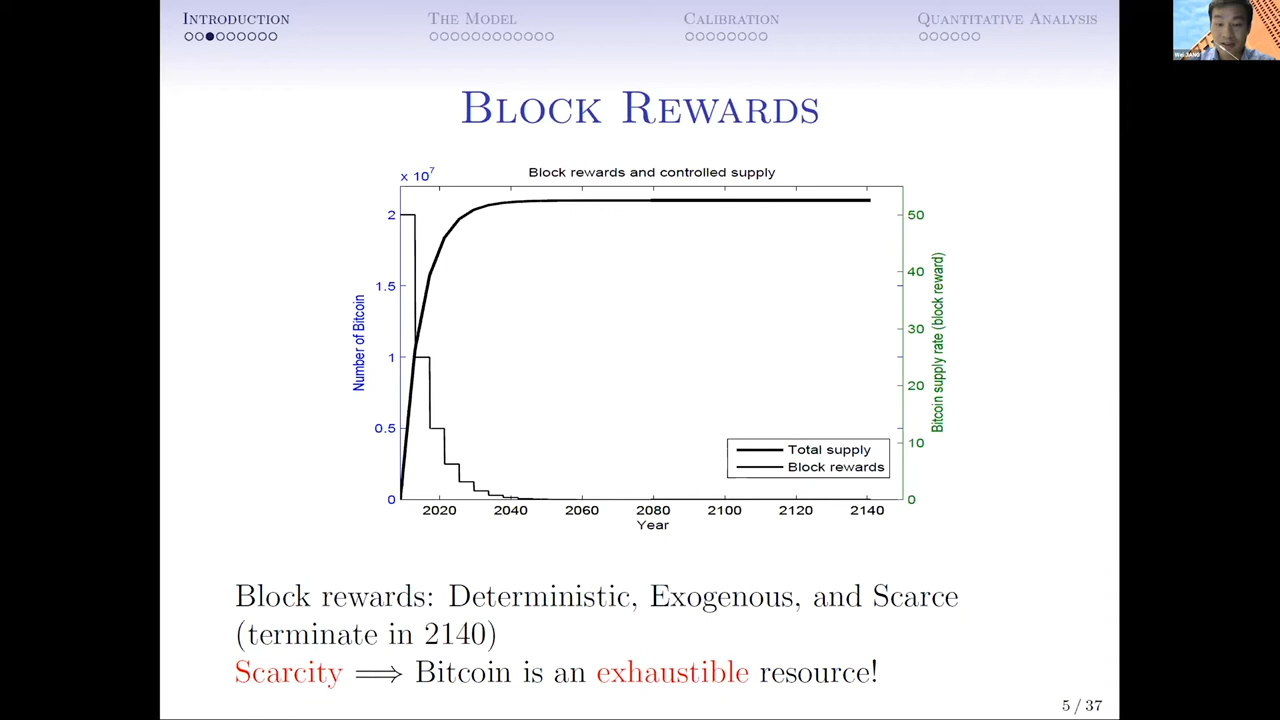 INTRODUCTION
THE MODEL
CALIBRATION
QUANTITATIVE ANALYSIS
Wei JIANG
BLOCK REWARDS
Block rewards and controlled supply
x 10^7
2
1.5
1
0.5
0
Number of Bitcoin
50
40
30
20
10
0
Bitcoin supply rate (block reward)
Total supply
Block rewards
2020 2040 2060 2080 2100 2120 2140
Year
Block rewards: Deterministic, Exogenous, and Scarce
(terminate in 2140)
Scarcity ⟹ Bitcoin is an exhaustible resource!
5 / 37